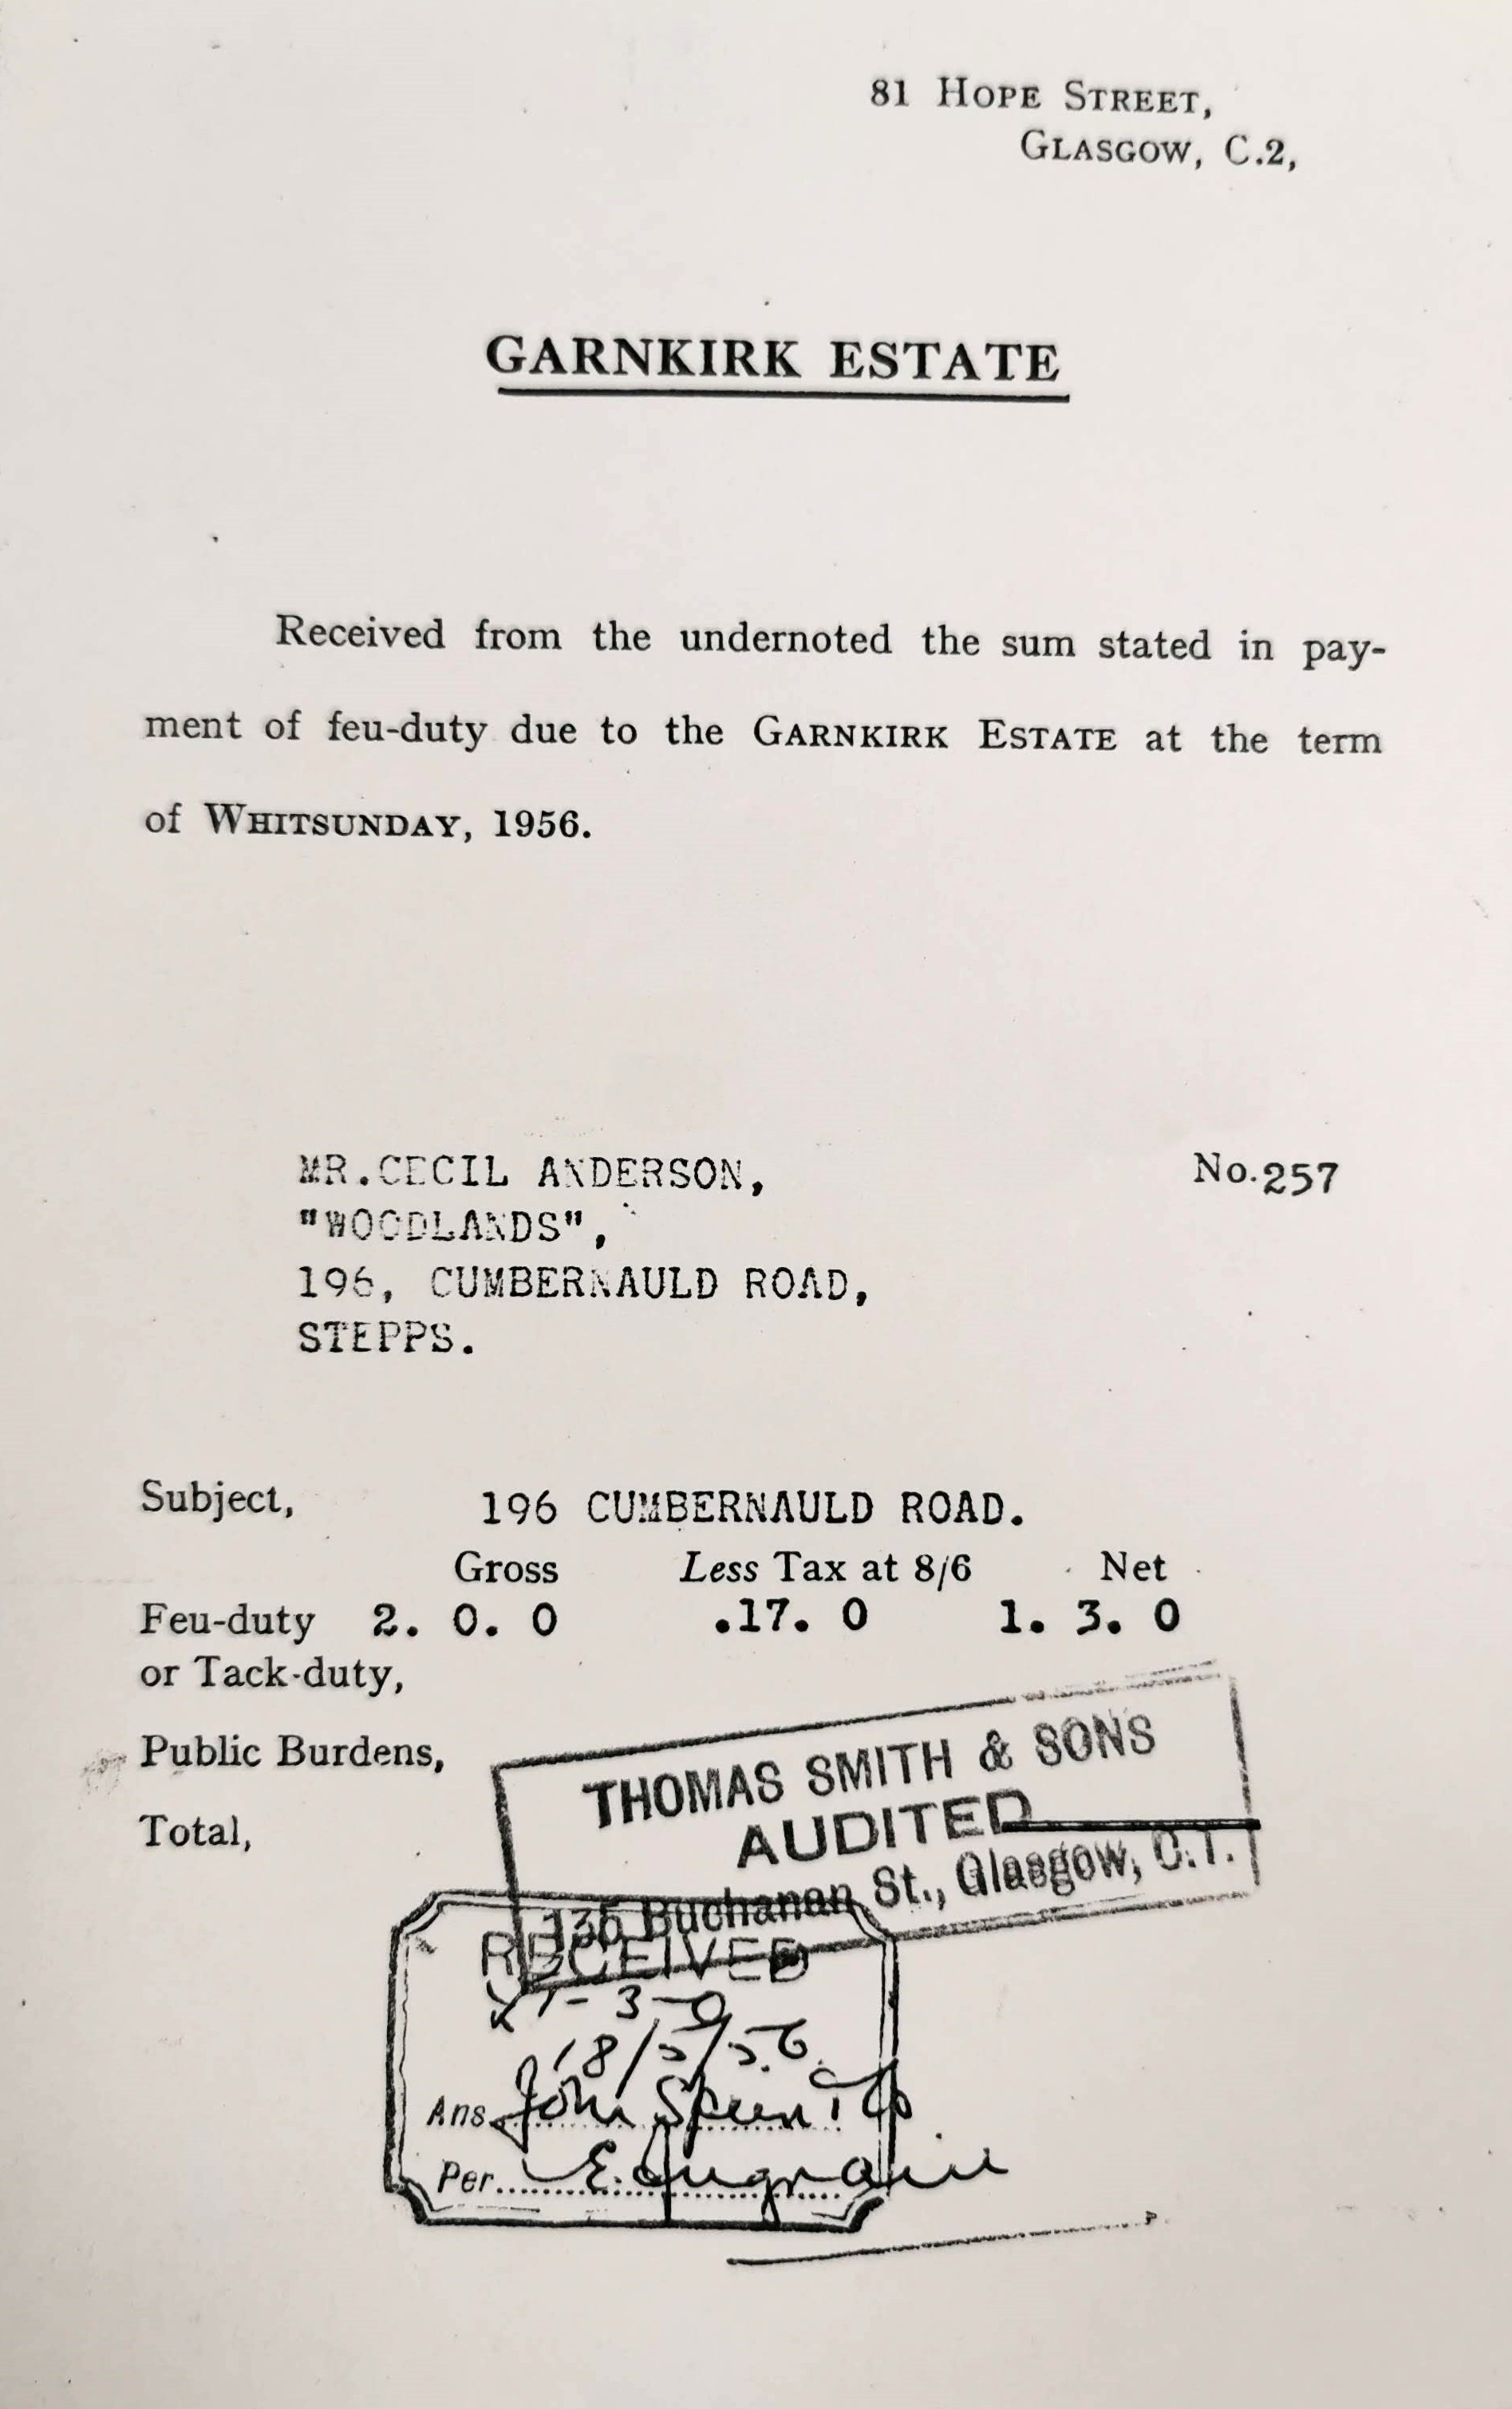 81 HOPE STREET,
GLASGOW, C.2,
GARNKIRK ESTATE
Received from the undernoted the sum stated in pay-
ment of feu-duty due to the GARNKIRK ESTATE at the term
of WHITSUNDAY, 1956.
MR.CECIL ANDERSON,
No.257
"WOODLANDS",
196, CUMBERNAULD ROAD,
STEPPS.
Subject, 196 CUMBERNAULD ROAD.
Gross Less Tax at 8/6 Net
Feu-duty 2. 0. 0 .17. 0 1. 3. 0
or Tack-duty,
Public Burdens,
Total,
THOMAS SMITH & SONS
AUDITED
Buchanan St., Glasgow, C.1.
RECEIVED
£1-3-0
18/5/56
Ans. John
Per E.